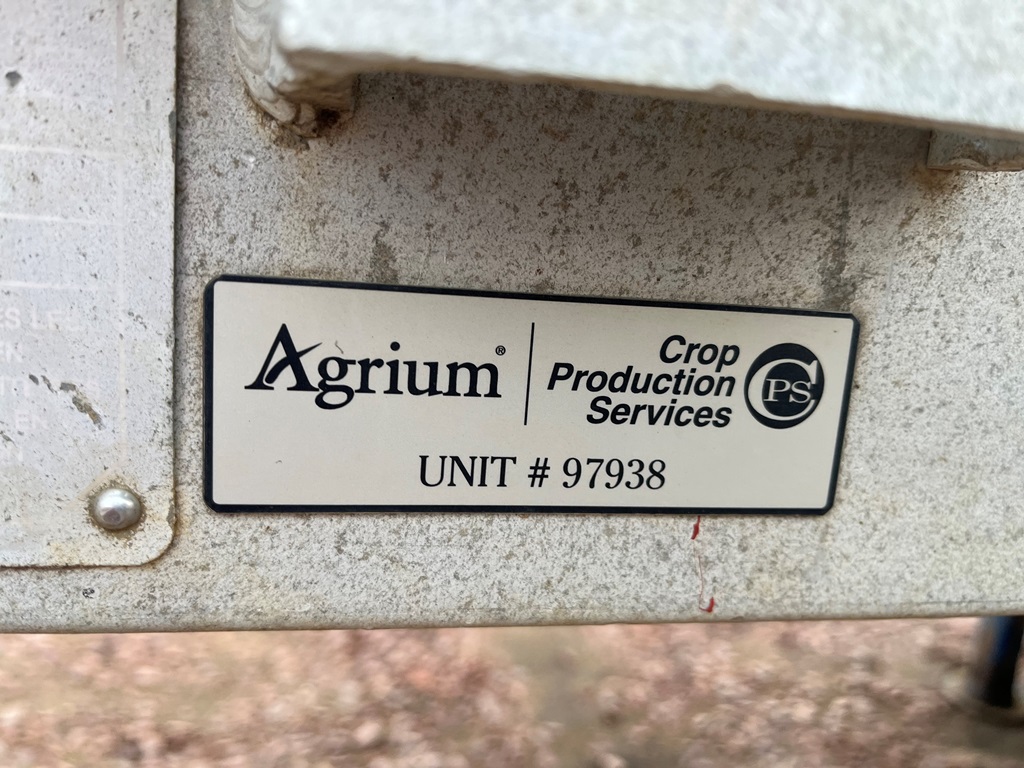 Agrium®
Crop
Production
Services
CPS
UNIT # 97938